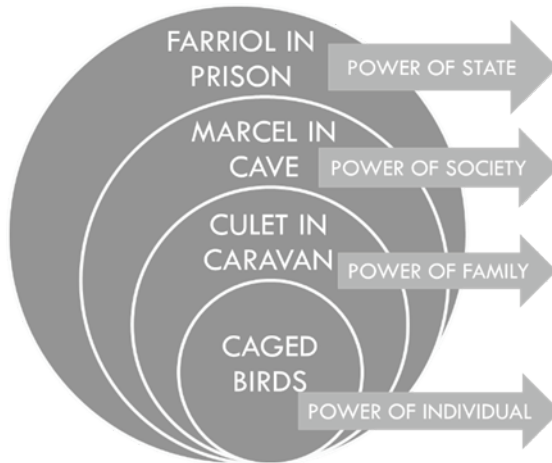 FARRIOL IN
PRISON
POWER OF STATE
MARCEL IN
CAVE
POWER OF SOCIETY
CULET IN
CARAVAN
POWER OF FAMILY
CAGED
BIRDS
POWER OF INDIVIDUAL